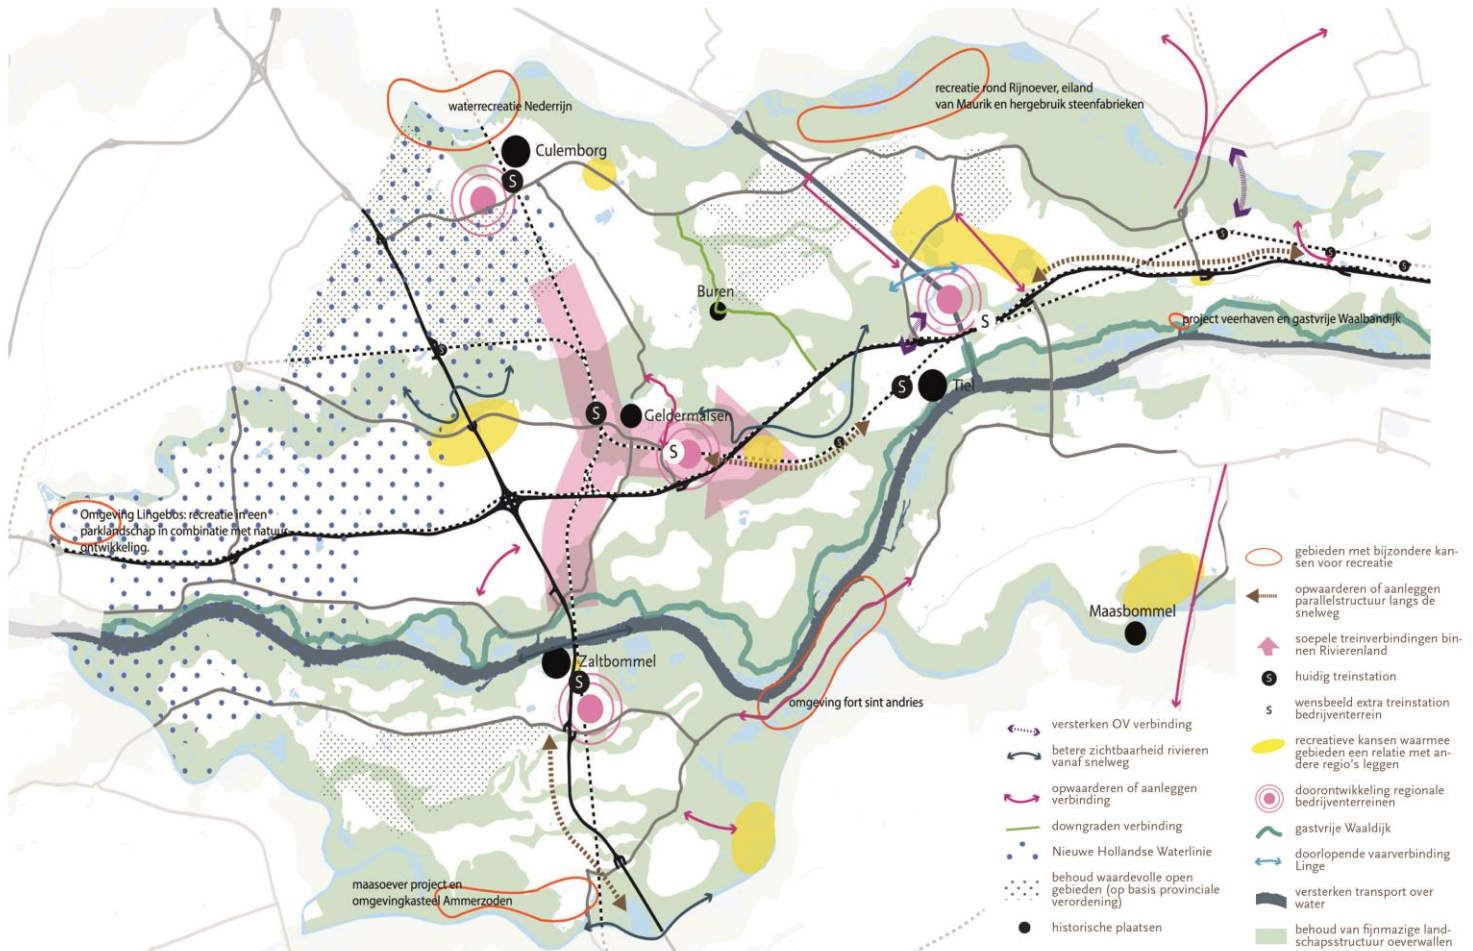 waterrecreatie Nederrijn
recreatie rond Rijnoever, eiland
van Maurik en hergebruik steenfabrieken
Culemborg
S
S
S
S
S
Buren
S
project veerhaven en gastvrije Waalbandijk
S
S
S
Tiel
S
Geldermalsen
S
S
Omgeving Lingebos: recreatie in een
parklandschap in combinatie met natuur-
ontwikkeling.
Maasbommel
Zaltbommel
S
omgeving fort sint andries
maasoever project en
omgevingkasteel Ammerzoden
versterken OV verbinding
betere zichtbaarheid rivieren
vanaf snelweg
opwaarderen of aanleggen
verbinding
downgraden verbinding
Nieuwe Hollandse Waterlinie
behoud waardevolle open
gebieden (op basis provinciale
verordening)
historische plaatsen
gebieden met bijzondere kan-
sen voor recreatie
opwaarderen of aanleggen
parallelstructuur langs de
snelweg
soepele treinverbindingen bin-
nen Rivierenland
S
huidig treinstation
S
wensbeeld extra treinstation
bedrijventerrein
recreatieve kansen waarmee
gebieden een relatie met an-
dere regio's leggen
doorontwikkeling regionale
bedrijventerreinen
gastvrije Waaldijk
doorlopende vaarverbinding
Linge
versterken transport over
water
behoud van fijnmazige land-
schapsstructuur oeverwallen